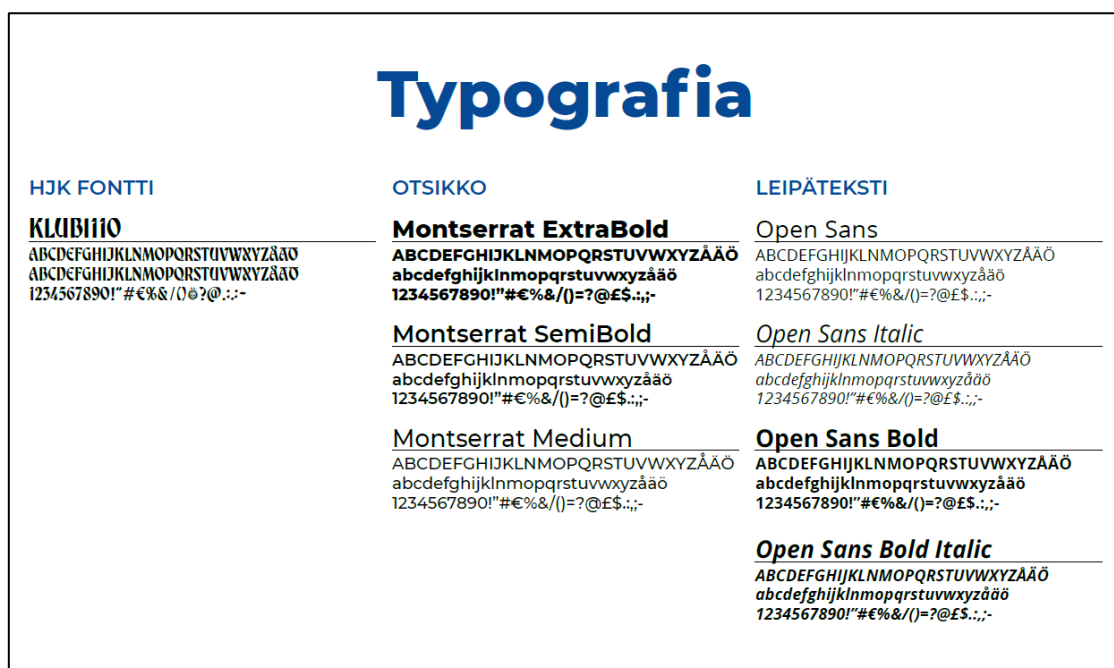 Typografia
HJK FONTTI
KLUBI110
ABCDEFGHIJKLNMOPQRSTUVWXYZÅÄÖ
ABCDEFGHIJKLNMOPQRSTUVWXYZÅÄÖ
1234567890!"#€%&/()=?@.:;-
OTSIKKO
Montserrat ExtraBold
ABCDEFGHIJKLNMOPQRSTUVWXYZÅÄÖ
abcdefghijklnmopqrstuvwxyzåäö
1234567890!”#€%&/()=?@£$.:,;-
Montserrat SemiBold
ABCDEFGHIJKLNMOPQRSTUVWXYZÅÄÖ
abcdefghijklnmopqrstuvwxyzåäö
1234567890!”#€%&/()=?@£$.:,;-
Montserrat Medium
ABCDEFGHIJKLNMOPQRSTUVWXYZÅÄÖ
abcdefghijklnmopqrstuvwxyzåäö
1234567890!”#€%&/()=?@£$.:,;-
LEIPÄTEKSTI
Open Sans
ABCDEFGHIJKLNMOPQRSTUVWXYZÅÄÖ
abcdefghijklnmopqrstuvwxyzåäö
1234567890!”#€%&/()=?@£$.:,;-
Open Sans Italic
ABCDEFGHIJKLNMOPQRSTUVWXYZÅÄÖ
abcdefghijklnmopqrstuvwxyzåäö
1234567890!”#€%&/()=?@£$.:,;-
Open Sans Bold
ABCDEFGHIJKLNMOPQRSTUVWXYZÅÄÖ
abcdefghijklnmopqrstuvwxyzåäö
1234567890!”#€%&/()=?@£$.:,;-
Open Sans Bold Italic
ABCDEFGHIJKLNMOPQRSTUVWXYZÅÄÖ
abcdefghijklnmopqrstuvwxyzåäö
1234567890!”#€%&/()=?@£$.:,;-